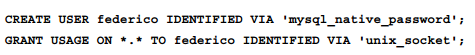 CREATE USER federico IDENTIFIED VIA 'mysql_native_password';
GRANT USAGE ON *.* TO federico IDENTIFIED VIA 'unix_socket';